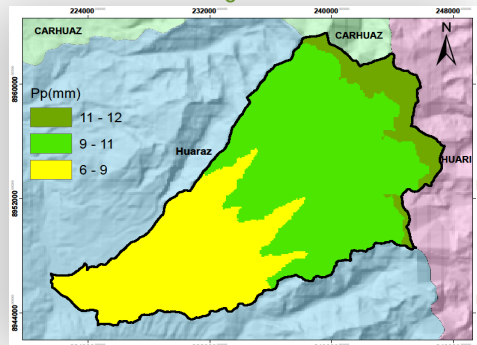 224000 232000 240000 248000
CARHUAZ CARHUAZ
N
8960000
Pp(mm)
11 - 12
9 - 11
6 - 9
Huaraz
HUARI
8952000
8944000